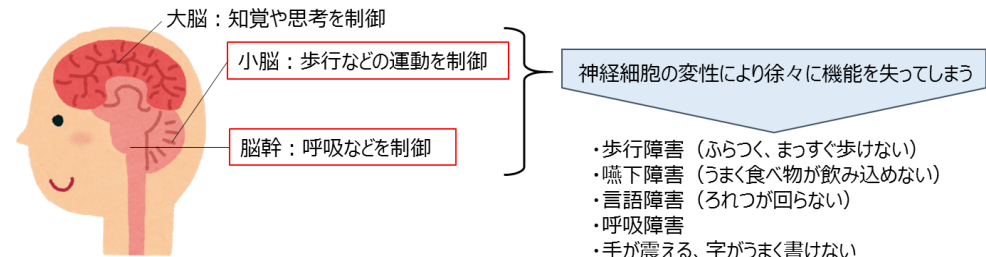 大脳：知覚や思考を制御
小脳：歩行などの運動を制御
脳幹：呼吸などを制御
神経細胞の変性により徐々に機能を失ってしまう
・歩行障害（ふらつく、まっすぐ歩けない）
・嚥下障害（うまく食べ物が飲み込めない）
・言語障害（ろれつが回らない）
・呼吸障害
・手が震える、字がうまく書けない